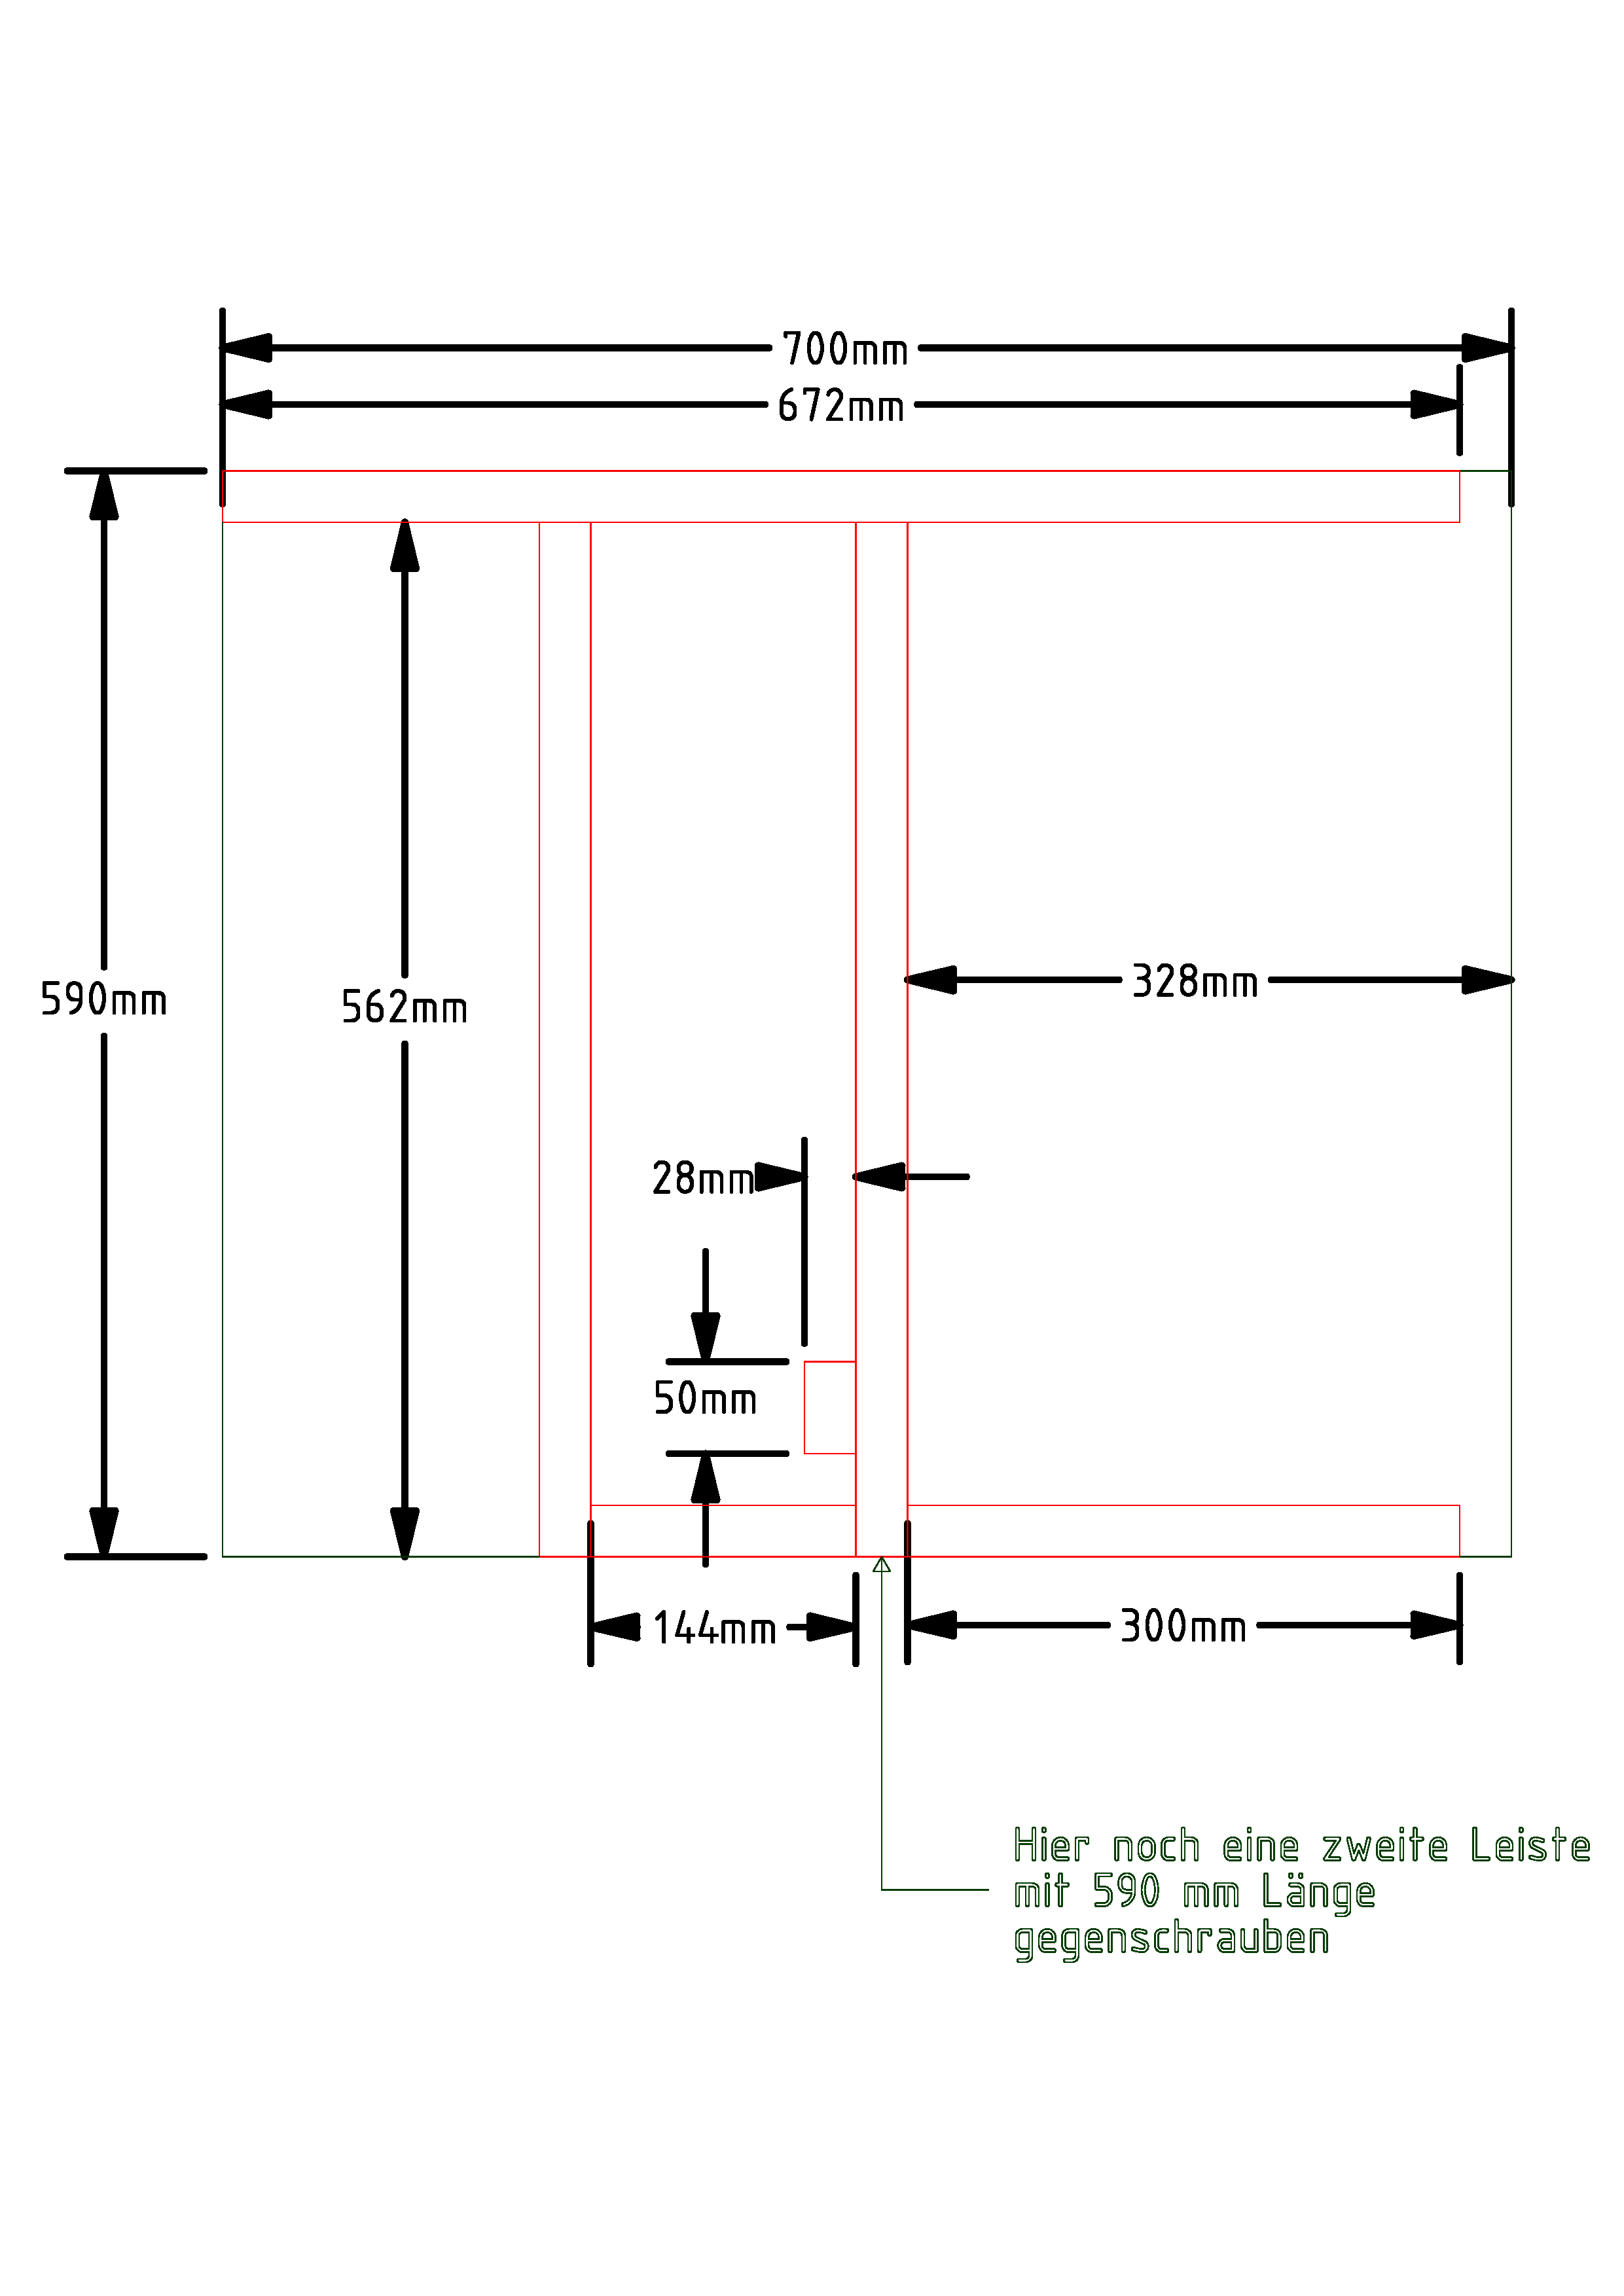 700mm
672mm
590mm
562mm
328mm
28mm
50mm
144mm
300mm
Hier noch eine zweite Leiste
mit 590 mm Länge
gegenschrauben